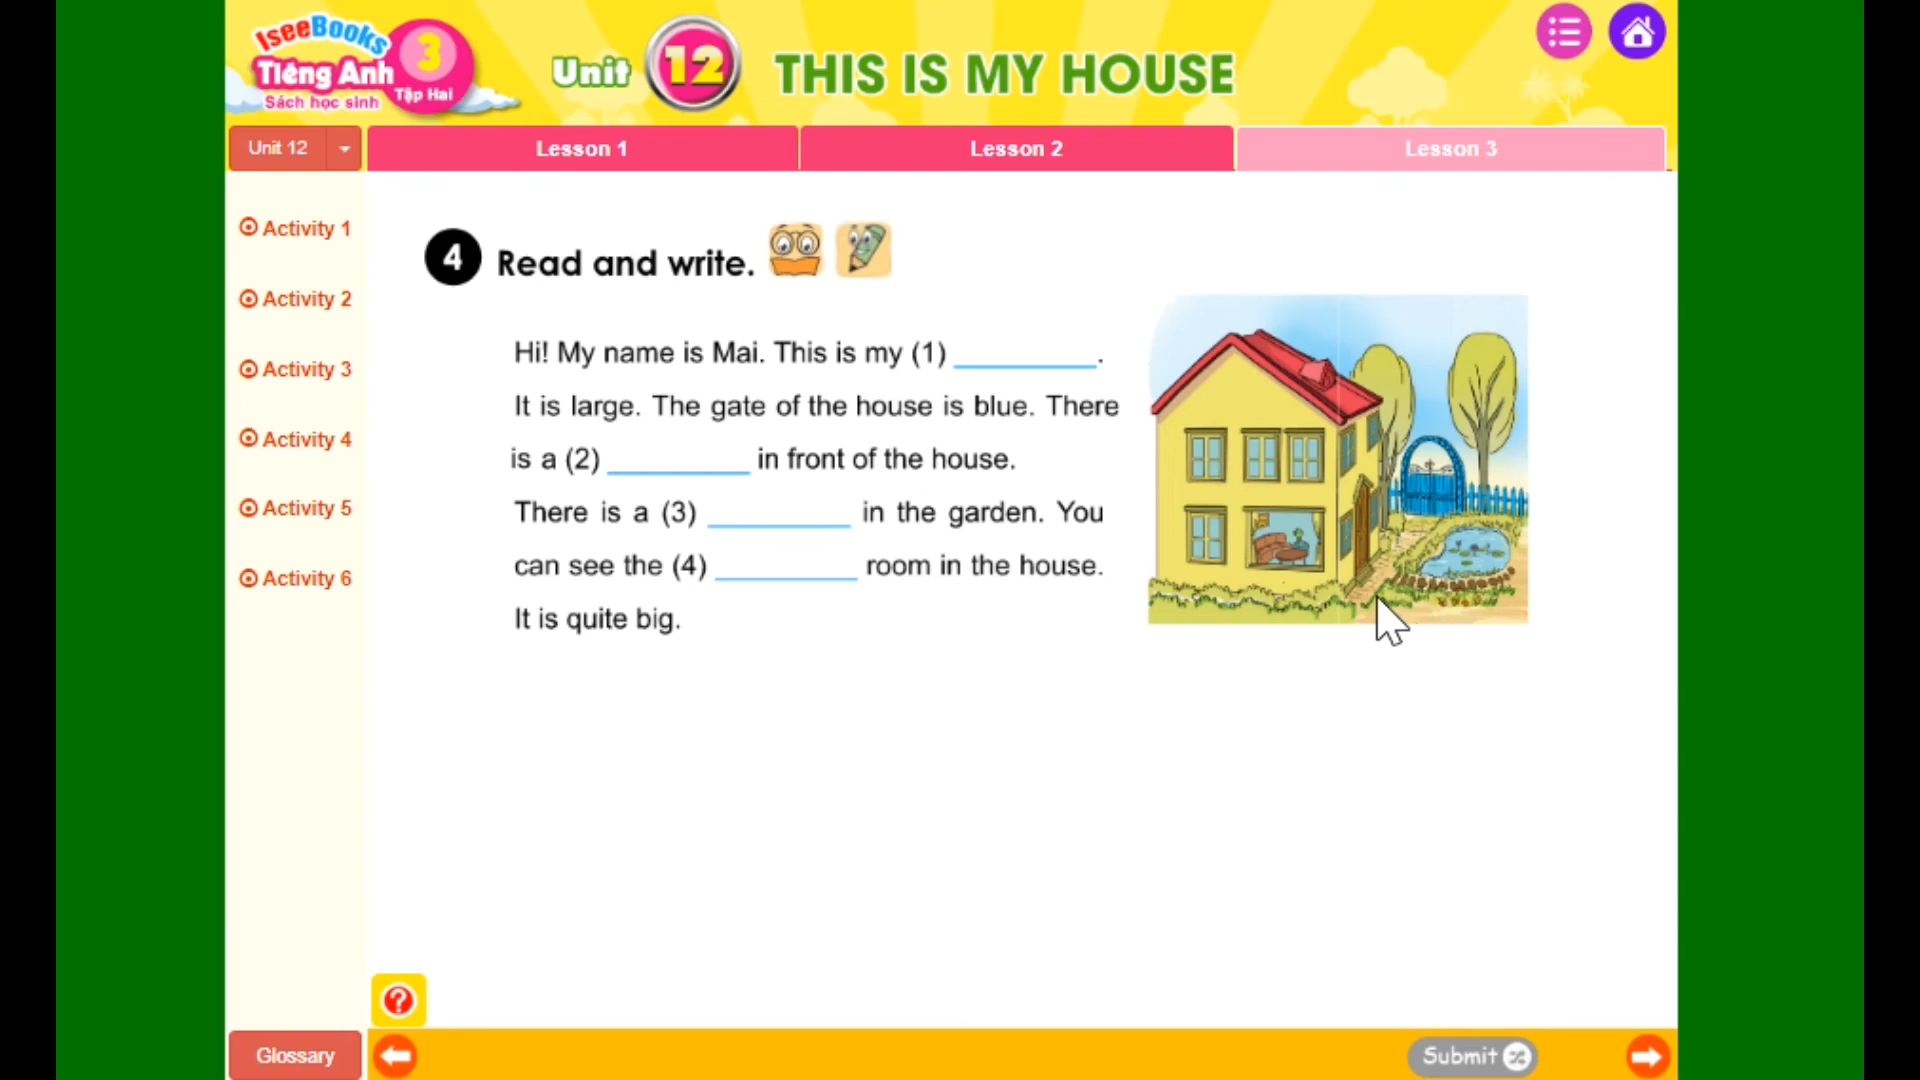 IseeBooks
Tiếng Anh 3
Tập Hai
Sách học sinh
Unit 12 THIS IS MY HOUSE
Unit 12
Lesson 1
Lesson 2
Lesson 3
Activity 1
Activity 2
Activity 3
Activity 4
Activity 5
Activity 6
4 Read and write.
Hi! My name is Mai. This is my (1) __________.
It is large. The gate of the house is blue. There
is a (2) __________ in front of the house.
There is a (3) __________ in the garden. You
can see the (4) __________ room in the house.
It is quite big.
?
Glossary
Submit